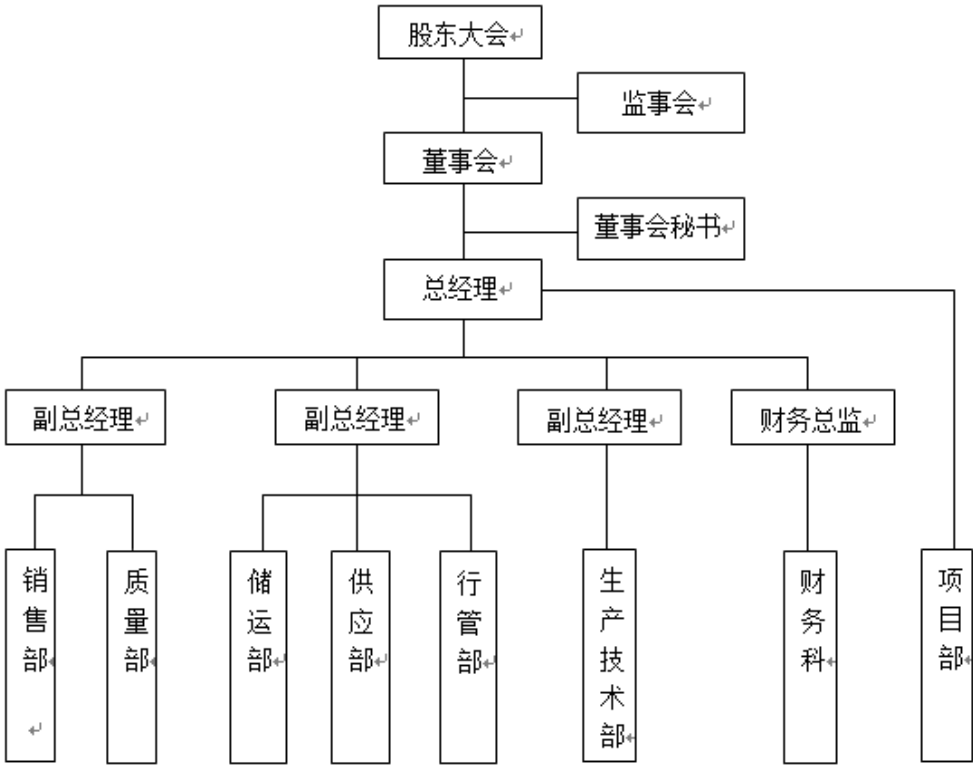 股东大会
监事会
董事会
董事会秘书
总经理
副总经理
副总经理
副总经理
财务总监
销售部
质量部
储运部
供应部
行管部
生产技术部
财务科
项目部